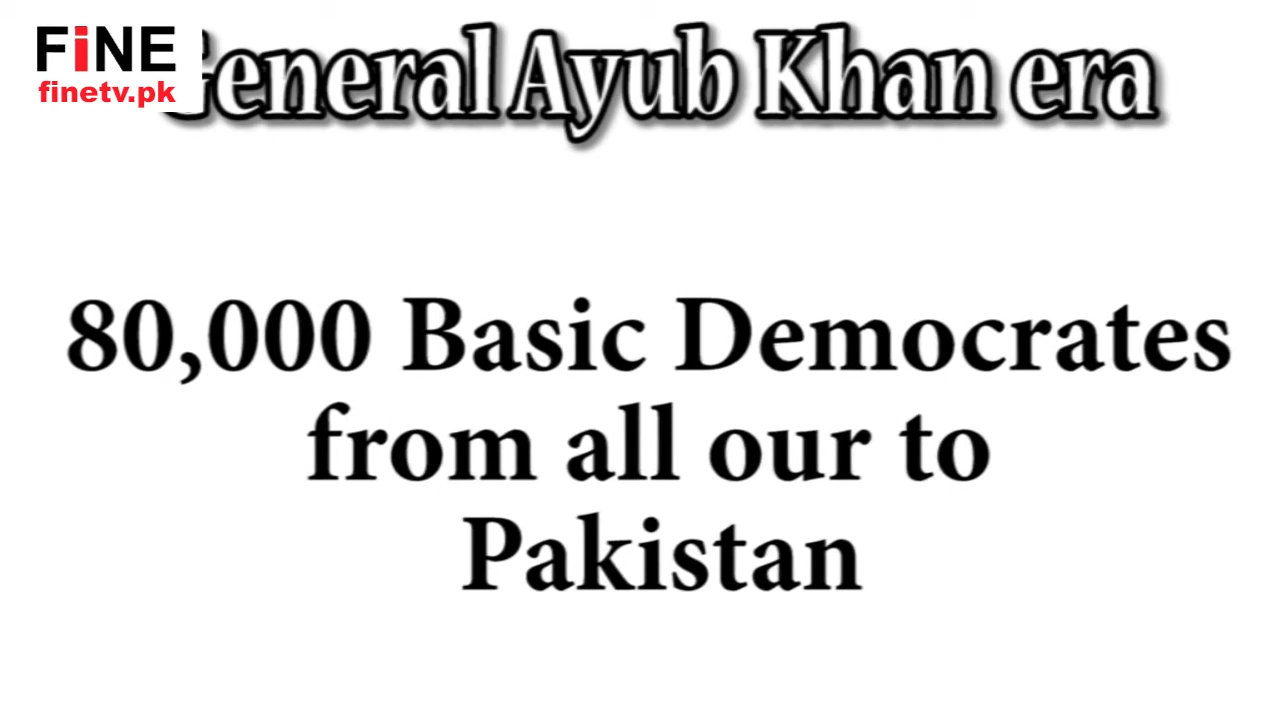 FiNE
finetv.pk
General Ayub Khan era
80,000 Basic Democrates
from all our to
Pakistan